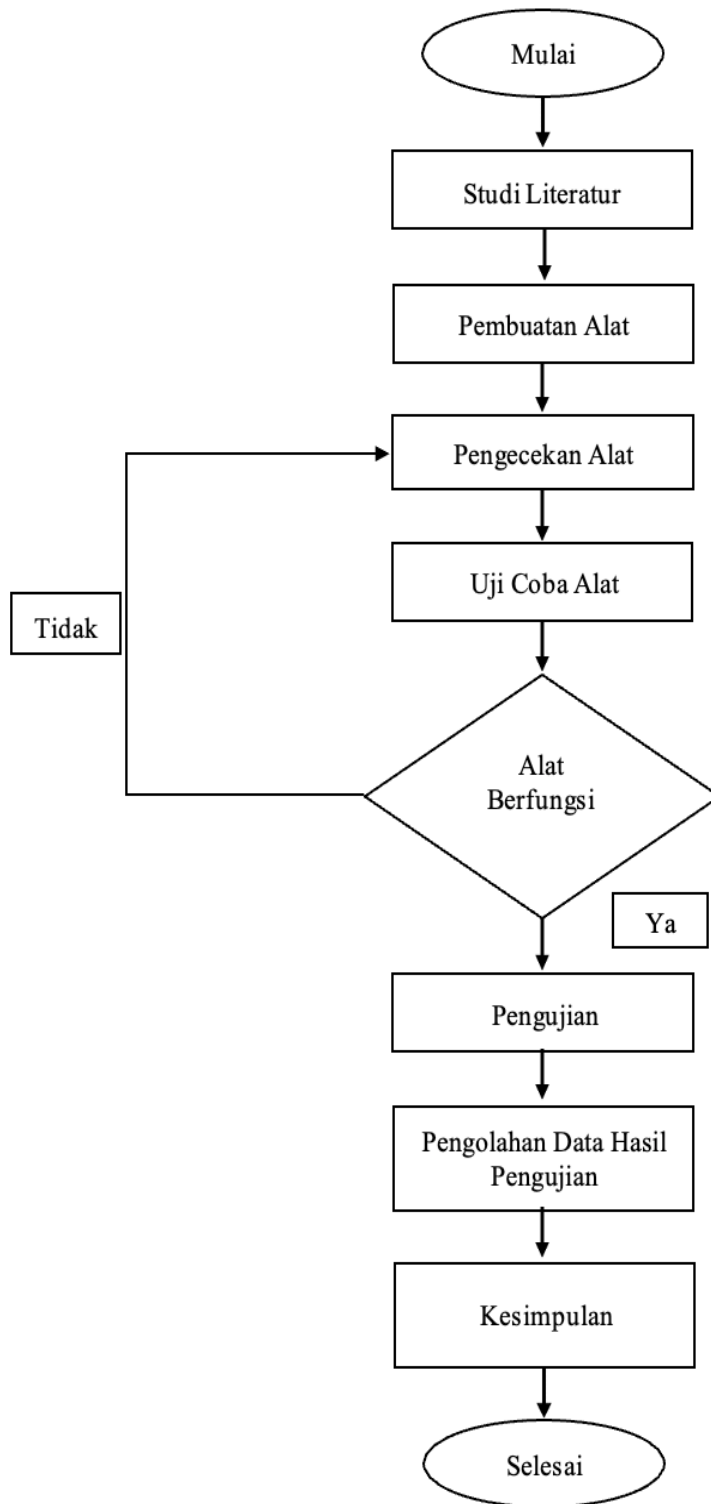 Mulai
Studi Literatur
Pembuatan Alat
Pengecekan Alat
Uji Coba Alat
Tidak
Alat
Berfungsi
Ya
Pengujian
Pengolahan Data Hasil
Pengujian
Kesimpulan
Selesai